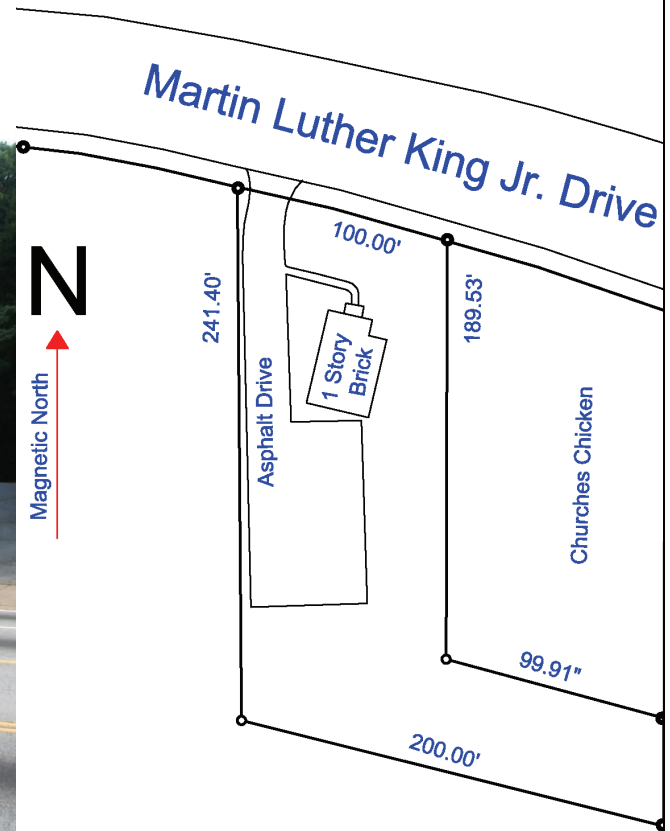 Martin Luther King Jr. Drive
100.00'
N
241.40'
189.53'
1 Story
Brick
Asphalt Drive
Magnetic North
Churches Chicken
99.91"
200.00'